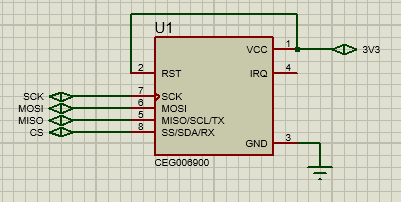 U1
VCC 1 3V3
2 RST IRQ 4
SCK 7 SCK
MOSI 6 MOSI
MISO 5 MISO/SCL/TX
CS 8 SS/SDA/RX
GND 3
CEG006900